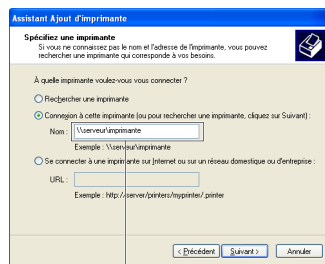 Assistant Ajout d'imprimante
Spécifiez une imprimante
Si vous ne connaissez pas le nom et l'adresse de l'imprimante, vous pouvez
rechercher une imprimante qui corresponde à vos besoins.
À quelle imprimante voulez-vous vous connecter ?
Rechercher une imprimante
Connexion à cette imprimante (ou pour rechercher une imprimante, cliquez sur Suivant) :
Nom : \\serveur\imprimante
Exemple : \\serveur\imprimante
Se connecter à une imprimante sur Internet ou sur un réseau domestique ou d'entreprise :
URL :
Exemple : http://server/printers/myprinter/.printer
< Précédent Suivant > Annuler